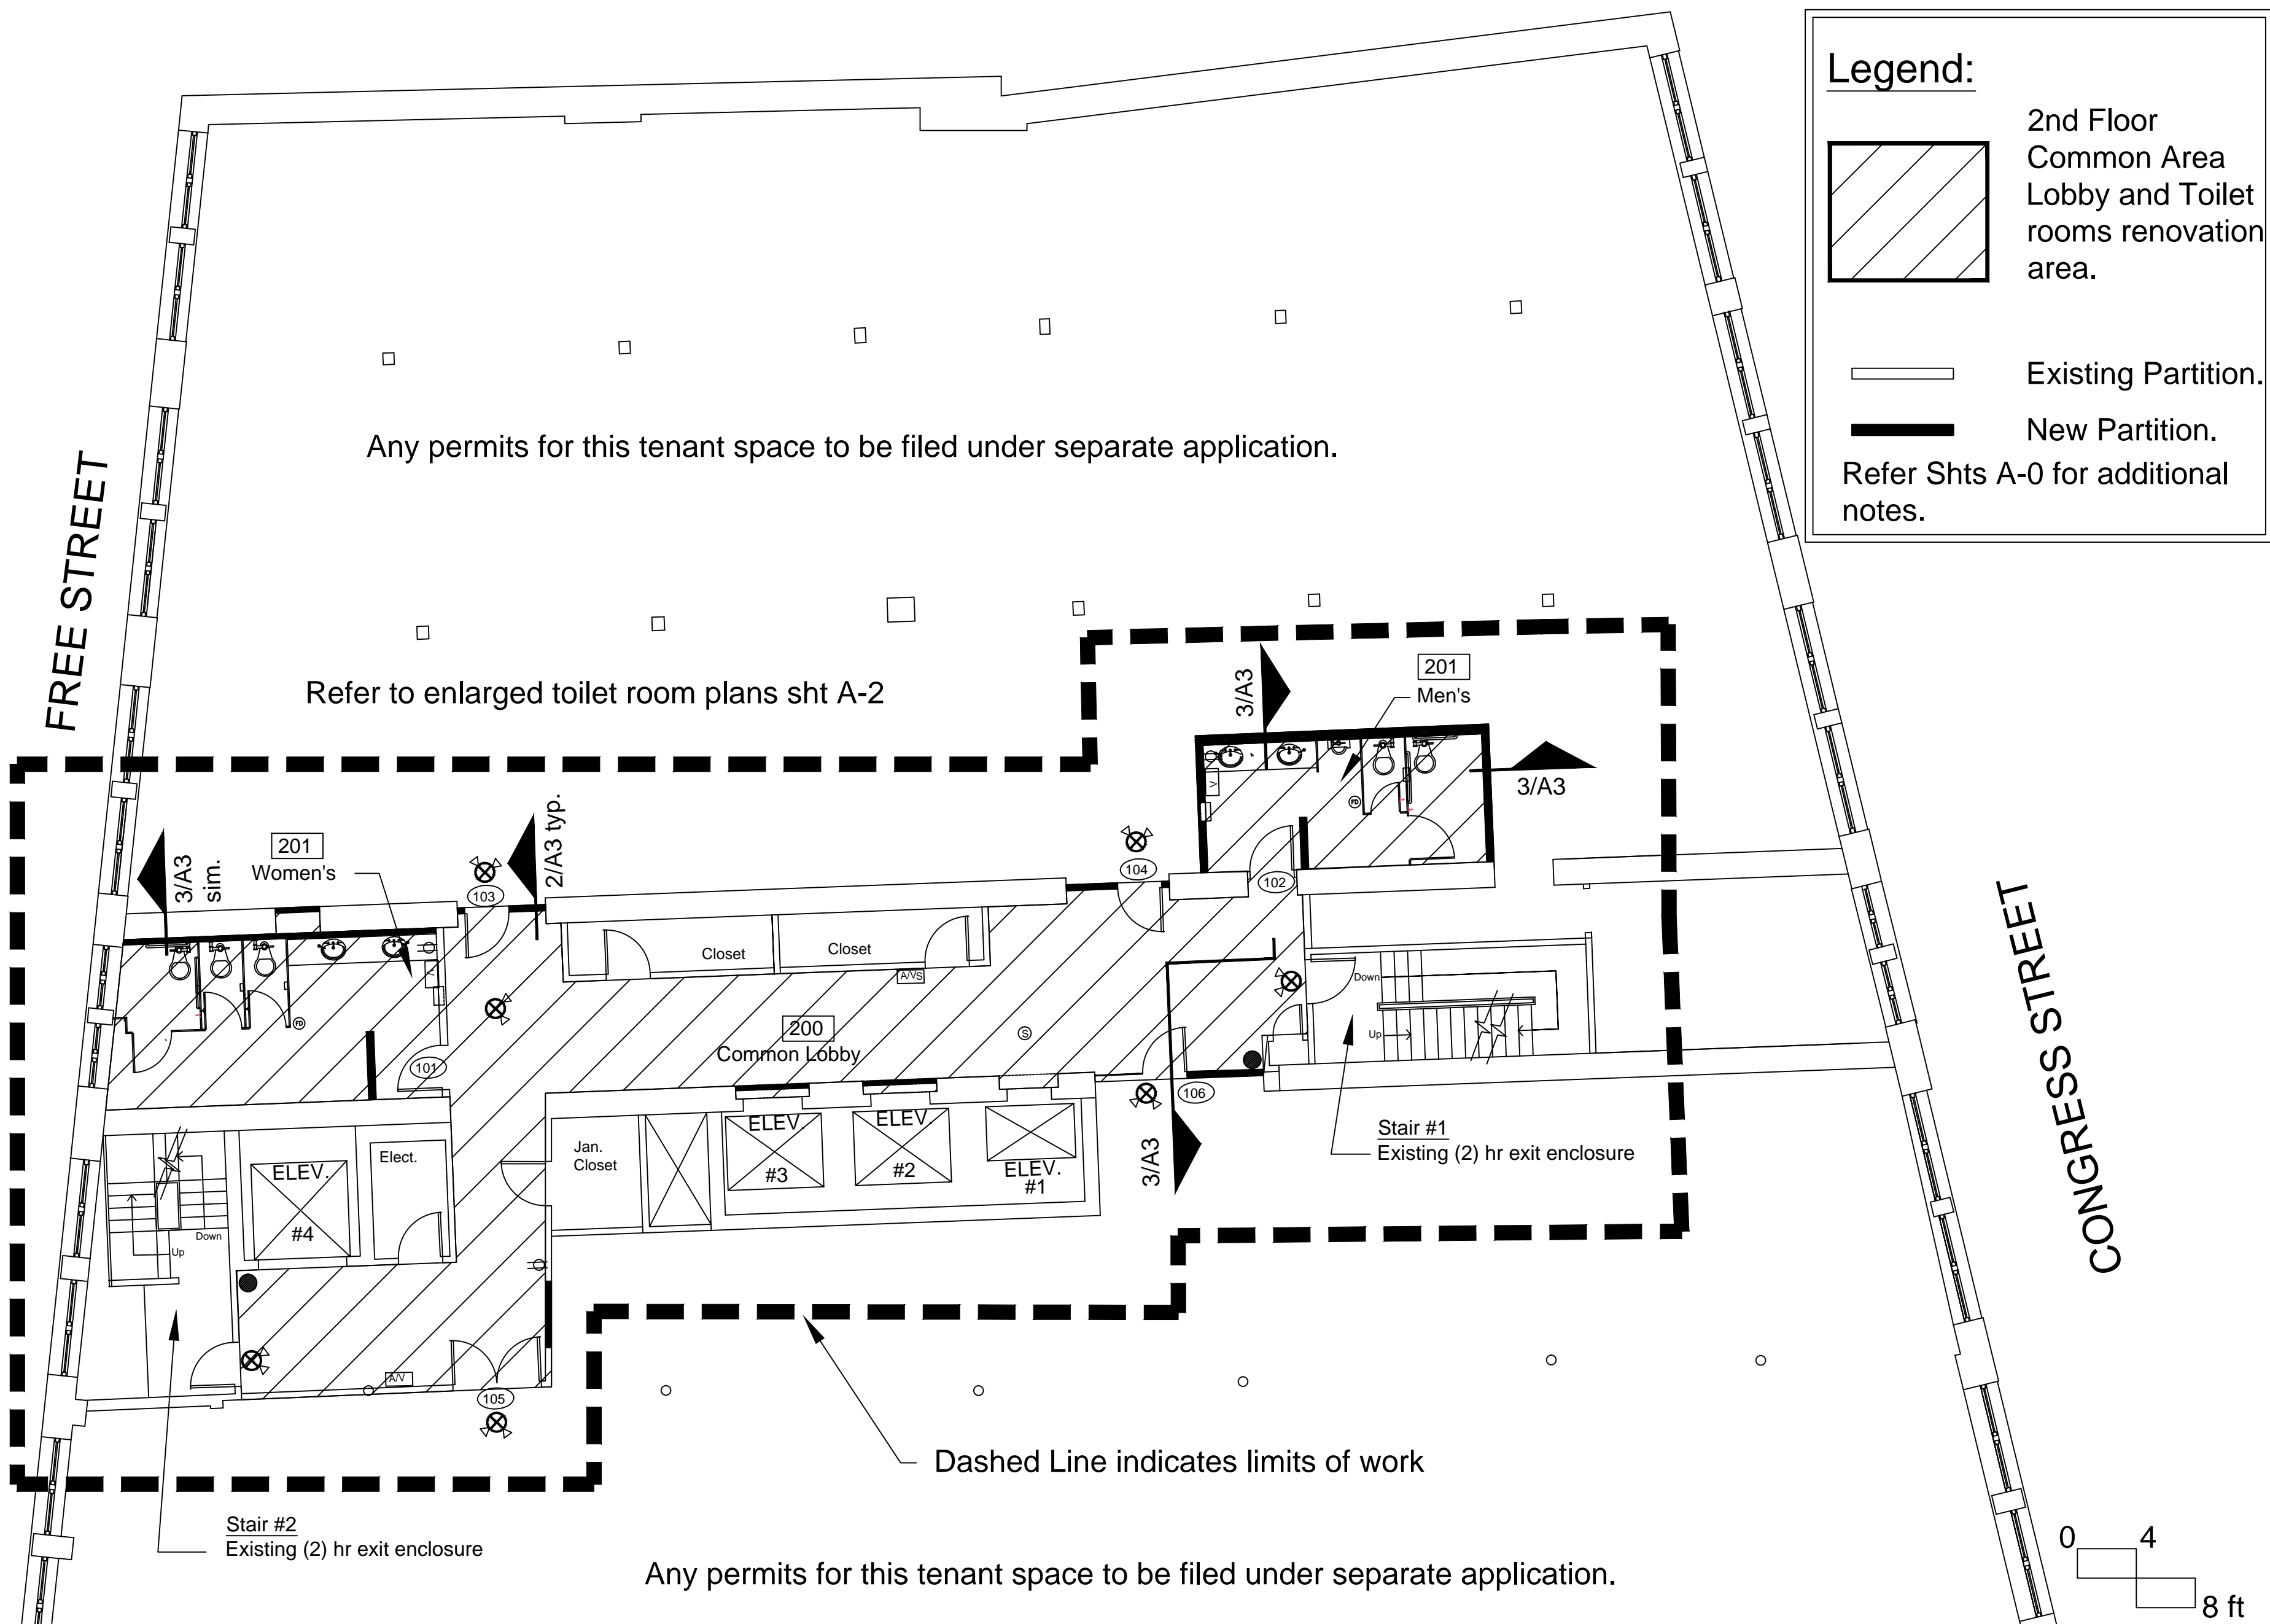 Legend:
2nd Floor
Common Area
Lobby and Toilet
rooms renovation
area.
Existing Partition.
New Partition.
Refer Shts A-0 for additional
notes.
Any permits for this tenant space to be filed under separate application.
FREE STREET
Refer to enlarged toilet room plans sht A-2
3/A3
201
Men's
3/A3
V
FD
3/A3
sim.
201
Women's
103
2/A3 typ.
104
102
Closet
Closet
A/VS
V
FD
101
200
Common Lobby
S
Down
Up
106
3/A3
Stair #1
Existing (2) hr exit enclosure
CONGRESS STREET
ELEV.
#3
ELEV.
#2
ELEV.
#1
Jan.
Closet
Elect.
ELEV.
#4
Down
Up
A/V
105
Dashed Line indicates limits of work
Stair #2
Existing (2) hr exit enclosure
Any permits for this tenant space to be filed under separate application.
0 4
8 ft